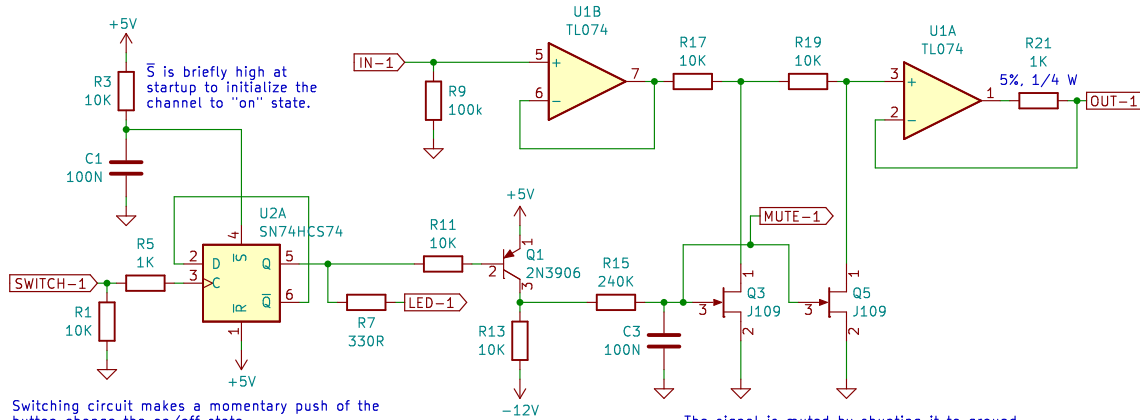 U1B
TL074
U1A
TL074
+5V
R3
10K
S is briefly high at
startup to initialize the
channel to "on" state.
IN-1
R9
100k
5
+
6
−
7
R17
10K
R19
10K
3
+
2
−
1
R21
1K
5%, 1/4 W
OUT-1
C1
100N
U2A
SN74HCS74
4
2
D
S
Q
5
3
C
R
Q
6
1
+5V
SWITCH-1
R5
1K
R1
10K
R11
10K
R7
330R
LED-1
+5V
1
2
3
Q1
2N3906
R13
10K
-12V
R15
240K
C3
100N
MUTE-1
1
3
2
Q3
J109
1
3
2
Q5
J109
Switching circuit makes a momentary push of the